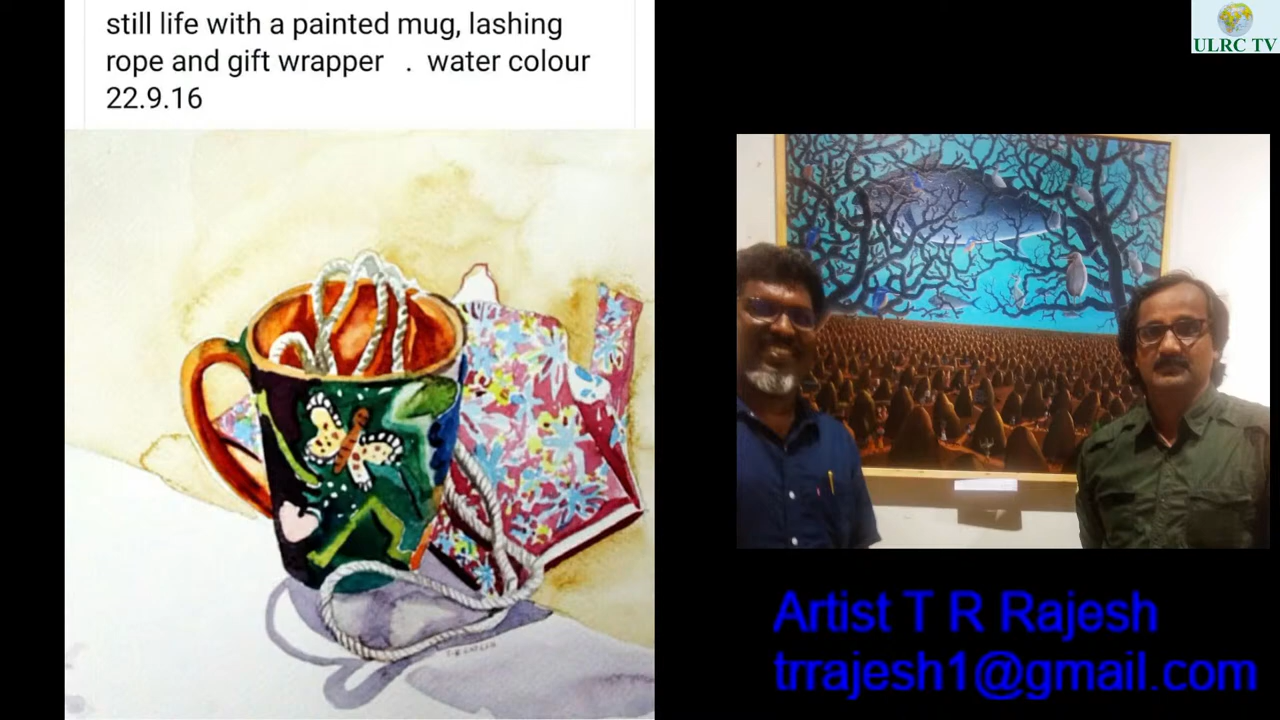 still life with a painted mug, lashing
rope and gift wrapper . water colour
22.9.16
ULRC TV
Artist T R Rajesh
trrajesh1@gmail.com